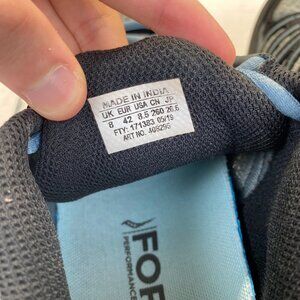 MADE IN INDIA
UK EUR USA CN JP
8 42 8.5 260 26.5
FTY: 171383 05/19
ART NO. 409256
FOR
PERFORMANCE